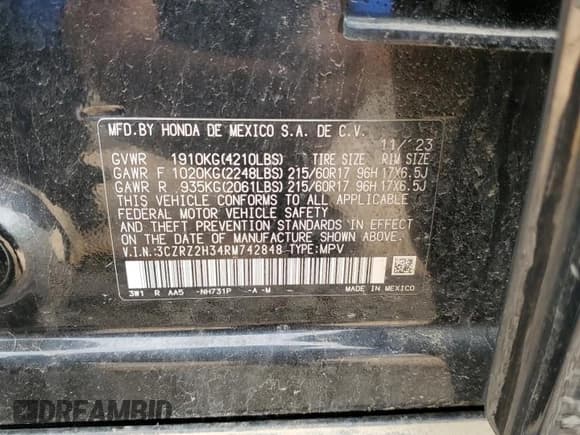 MFD.BY HONDA DE MEXICO S.A. DE C.V.
11/'23
GVWR 1910KG(4210LBS) TIRE SIZE RIM SIZE
GAWR F 1020KG(2248LBS) 215/60R17 96H 17X6.5J
GAWR R 935KG(2061LBS) 215/60R17 96H 17X6.5J
THIS VEHICLE CONFORMS TO ALL APPLICABLE
FEDERAL MOTOR VEHICLE SAFETY, BUMPER,
AND THEFT PREVENTION STANDARDS IN EFFECT
ON THE DATE OF MANUFACTURE SHOWN ABOVE.
V.I.N.:3CZRZ2H34RM742848 TYPE:MPV
3W1 R AA5 -NH731P -A-M -
DREAMBID